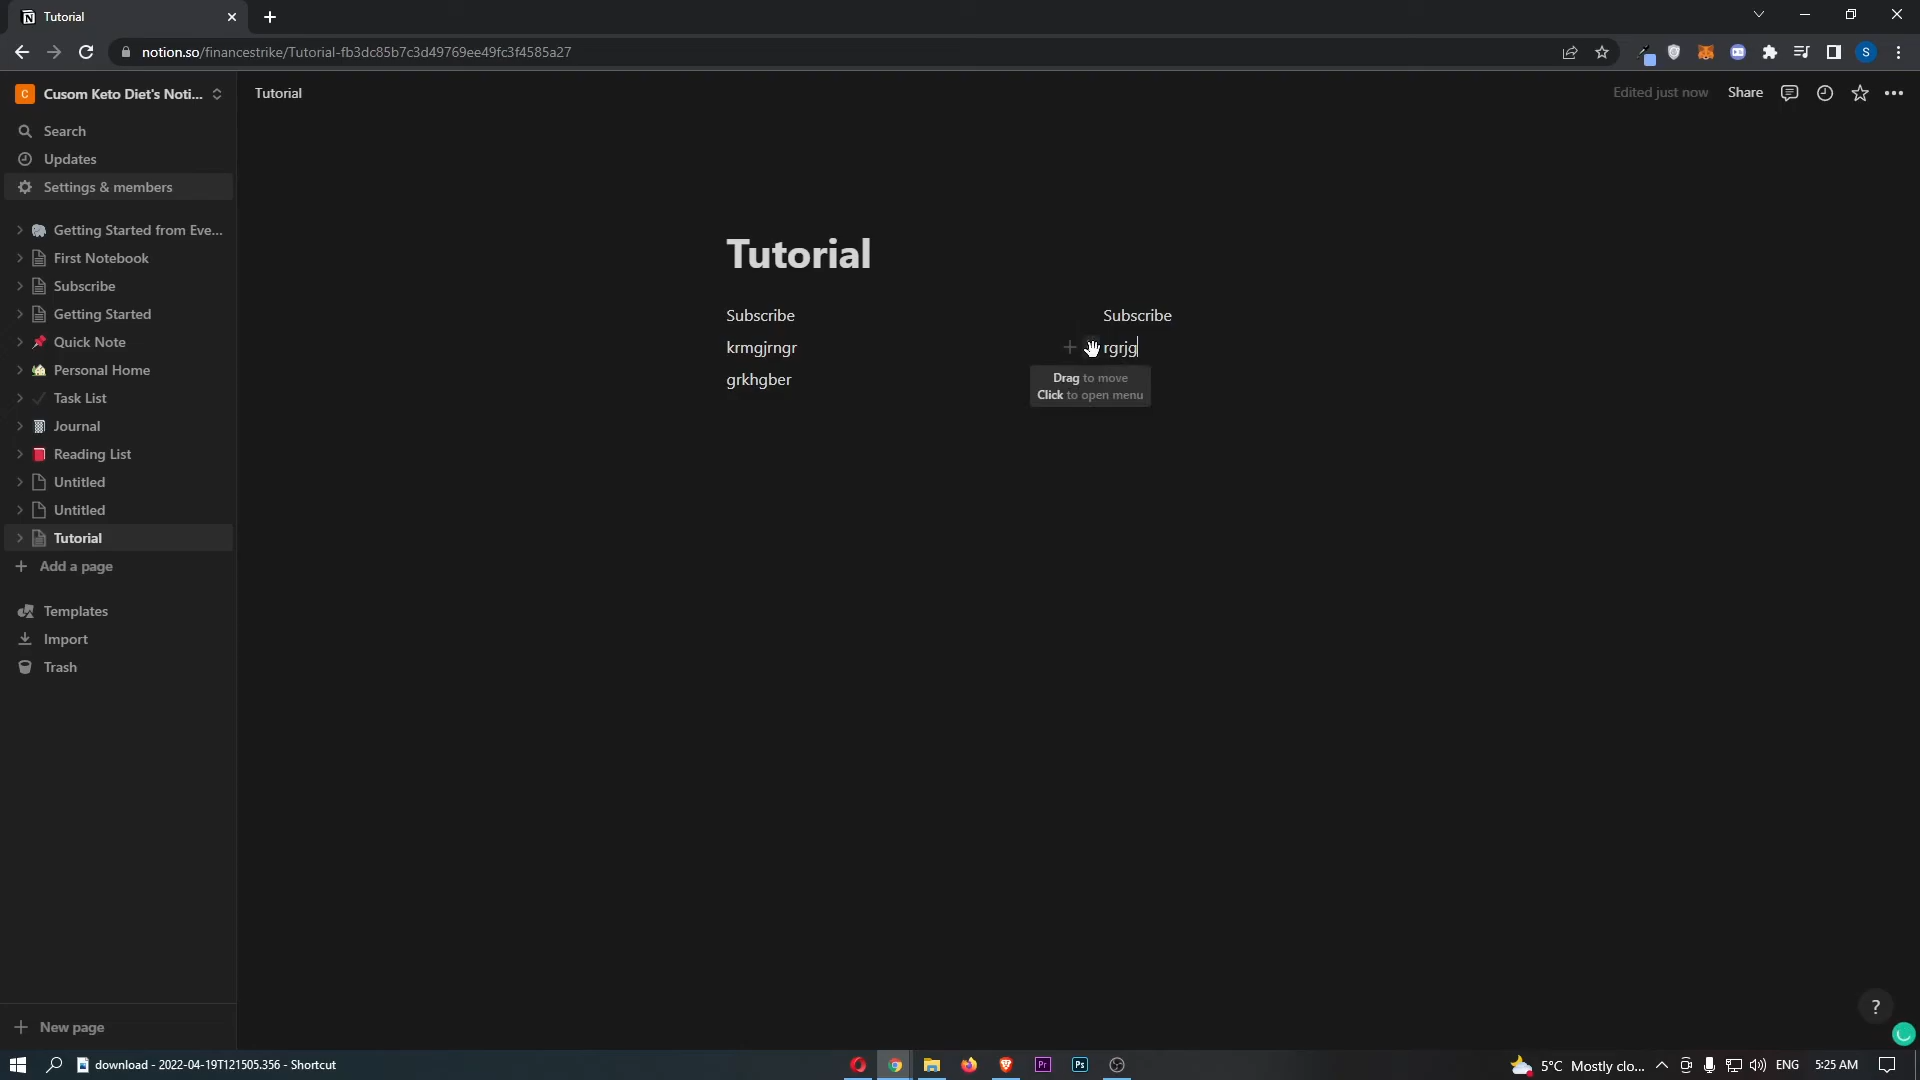 Tutorial
notion.so/financestrike/Tutorial-fb3dc85b7c3d49769ee49fc3f4585a27
S
C Cusom Keto Diet's Noti...
Tutorial
Edited just now
Share
Search
Updates
Settings & members
Getting Started from Eve...
First Notebook
Subscribe
Getting Started
Quick Note
Personal Home
Task List
Journal
Reading List
Untitled
Untitled
Tutorial
Add a page
Templates
Import
Trash
New page
Tutorial
Subscribe
krmgjrngr
grkhgber
Subscribe
rgrjg
Drag to move
Click to open menu
?
download - 2022-04-19T121505.356 - Shortcut
Pr
Ps
5°C Mostly clo...
ENG
5:25 AM